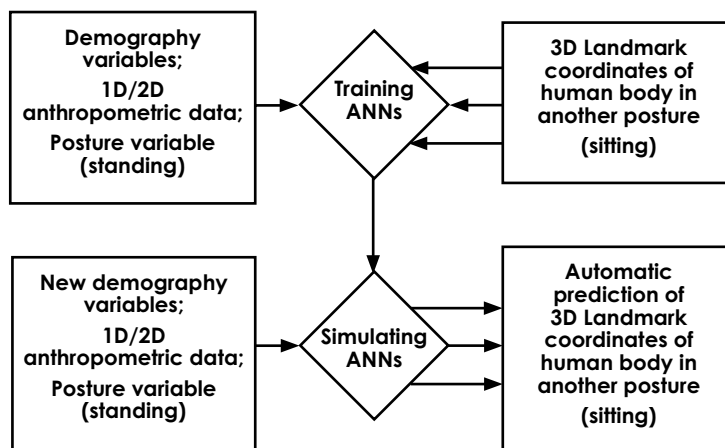 Demography
variables;
1D/2D
anthropometric data;
Posture variable
(standing)
Training
ANNs
3D Landmark
coordinates of
human body in
another posture
(sitting)
New demography
variables;
1D/2D
anthropometric data;
Posture variable
(standing)
Simulating
ANNs
Automatic
prediction of
3D Landmark
coordinates of
human body in
another posture
(sitting)